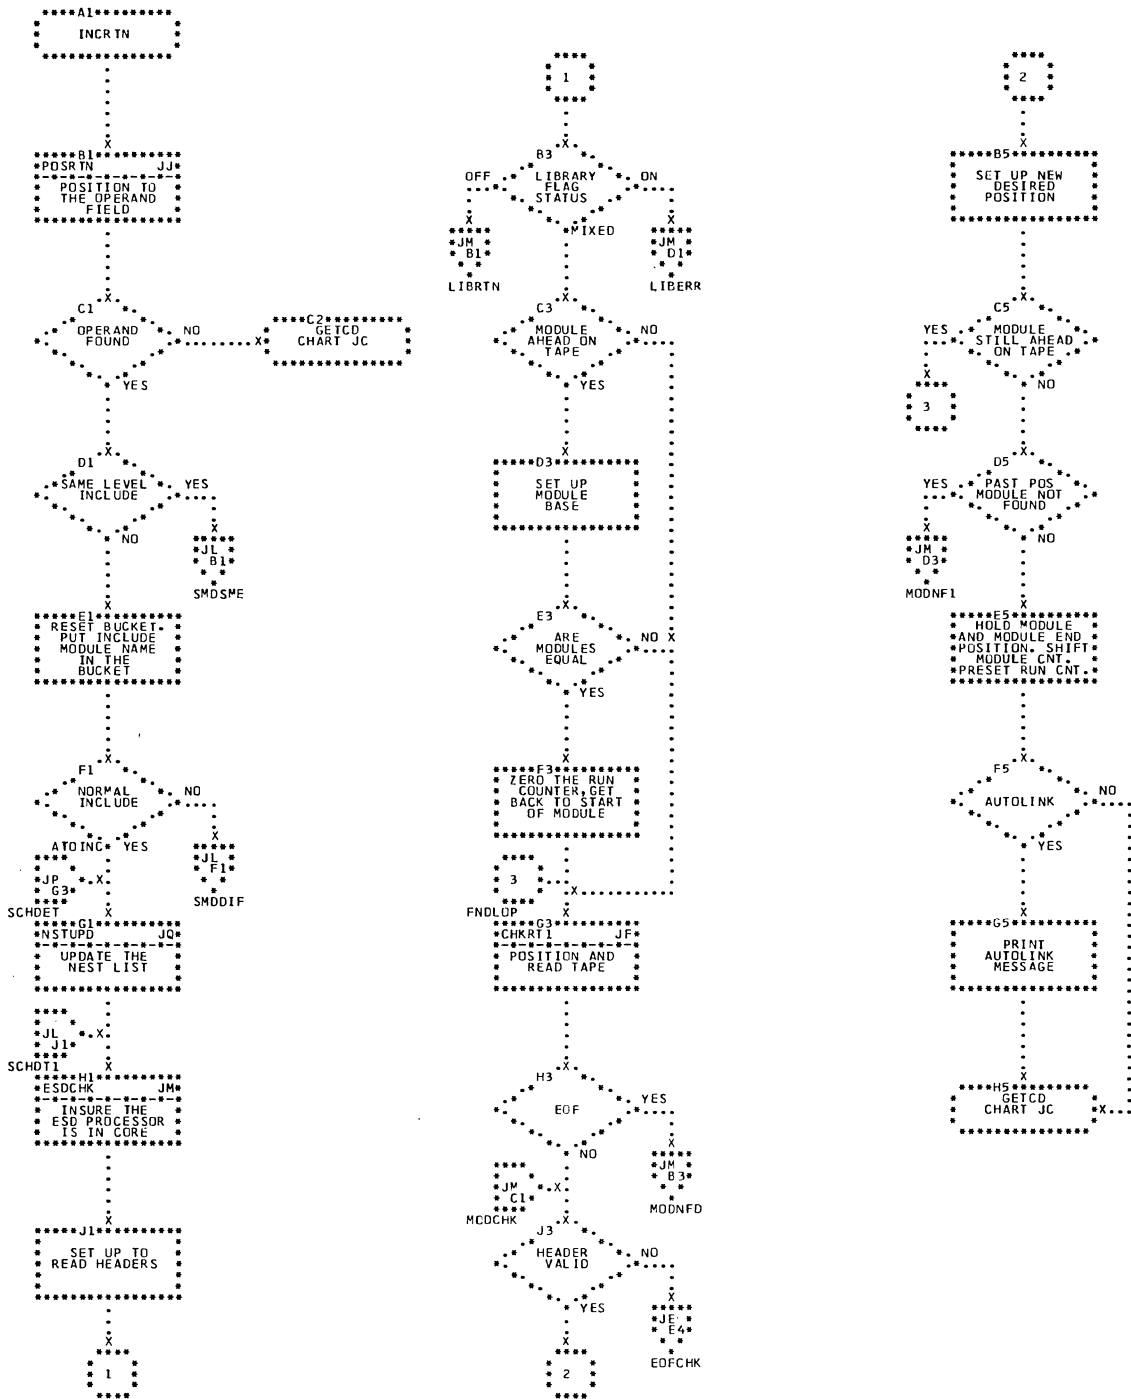 A1
INCRTN
B1
POSRTN JJ
POSITION TO
THE OPERAND
FIELD
C1
OPERAND
FOUND
NO
YES
C2
GETCD
CHART JC
D1
SAME LEVEL
INCLUDE
YES
NO
JL
B1
SMDSME
E1
RESET BUCKET.
PUT INCLUDE
MODULE NAME
IN THE
BUCKET
F1
NORMAL
INCLUDE
NO
ATOINC YES
JL
F1
SMDDIF
JP
G3
SCHDET
G1
NSTUPD JQ
UPDATE THE
NEST LIST
JL
J1
SCHDT1
H1
ESDCHK JM
INSURE THE
ESD PROCESSOR
IS IN CORE
J1
SET UP TO
READ HEADERS
1
1
B3
LIBRARY
FLAG
STATUS
OFF
ON
MIXED
JM
B1
LIBRTN
JM
D1
LIBERR
C3
MODULE
AHEAD ON
TAPE
NO
YES
D3
SET UP
MODULE
BASE
E3
ARE
MODULES
EQUAL
NO
YES
F3
ZERO THE RUN
COUNTER,GET
BACK TO START
OF MODULE
3
FNDLOP
G3
CHKRT1 JF
POSITION AND
READ TAPE
H3
EOF
YES
NO
JM
B3
MODNFD
JM
C1
MCDCHK
J3
HEADER
VALID
NO
YES
JE
E4
EOFCHK
2
2
B5
SET UP NEW
DESIRED
POSITION
C5
MODULE
STILL AHEAD
ON TAPE
YES
NO
3
D5
PAST POS
MODULE NOT
FOUND
YES
NO
JM
D3
MODNF1
E5
HOLD MODULE
AND MODULE END
POSITION. SHIFT
MODULE CNT.
PRESET RUN CNT.
F5
AUTOLINK
NO
YES
G5
PRINT
AUTOLINK
MESSAGE
H5
GETCD
CHART JC